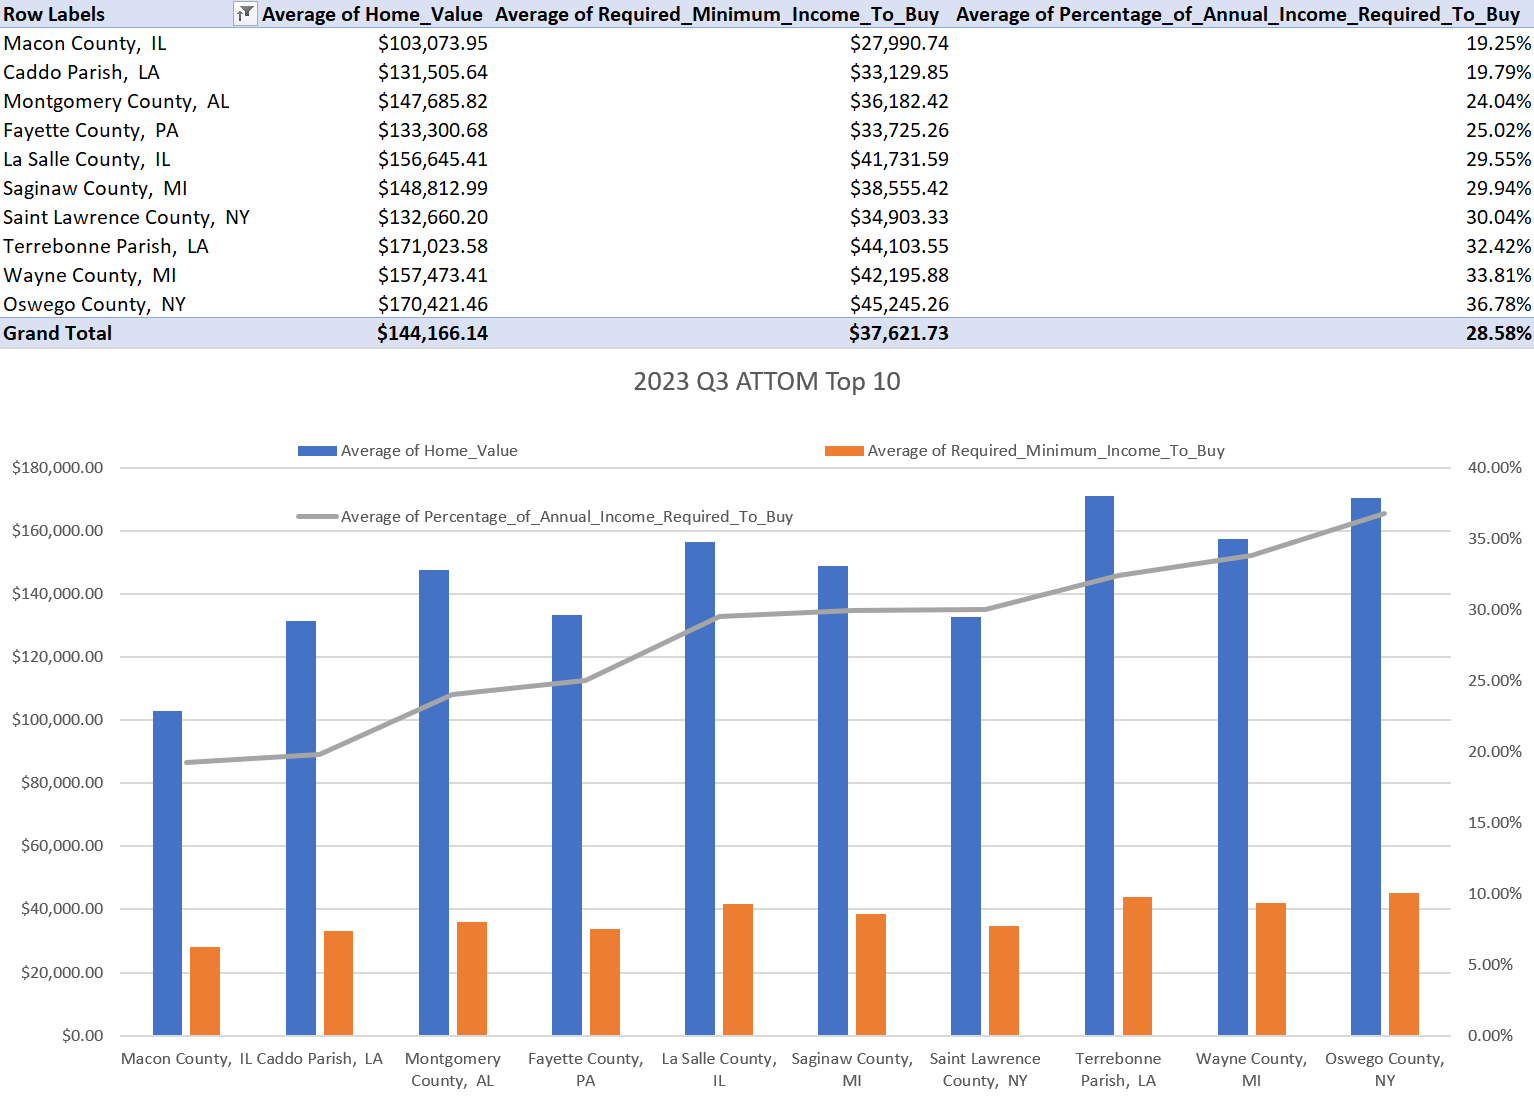 Row Labels Average of Home_Value Average of Required_Minimum_Income_To_Buy Average of Percentage_of_Annual_Income_Required_To_Buy
Macon County, IL $103,073.95 $27,990.74 19.25%
Caddo Parish, LA $131,505.64 $33,129.85 19.79%
Montgomery County, AL $147,685.82 $36,182.42 24.04%
Fayette County, PA $133,300.68 $33,725.26 25.02%
La Salle County, IL $156,645.41 $41,731.59 29.55%
Saginaw County, MI $148,812.99 $38,555.42 29.94%
Saint Lawrence County, NY $132,660.20 $34,903.33 30.04%
Terrebonne Parish, LA $171,023.58 $44,103.55 32.42%
Wayne County, MI $157,473.41 $42,195.88 33.81%
Oswego County, NY $170,421.46 $45,245.26 36.78%
Grand Total $144,166.14 $37,621.73 28.58%
2023 Q3 ATTOM Top 10
Average of Home_Value Average of Required_Minimum_Income_To_Buy
Average of Percentage_of_Annual_Income_Required_To_Buy
$180,000.00
$160,000.00
$140,000.00
$120,000.00
$100,000.00
$80,000.00
$60,000.00
$40,000.00
$20,000.00
$0.00
40.00%
35.00%
30.00%
25.00%
20.00%
15.00%
10.00%
5.00%
0.00%
Macon County, IL
Caddo Parish, LA
Montgomery
County, AL
Fayette County,
PA
La Salle County,
IL
Saginaw County,
MI
Saint Lawrence
County, NY
Terrebonne
Parish, LA
Wayne County,
MI
Oswego County,
NY